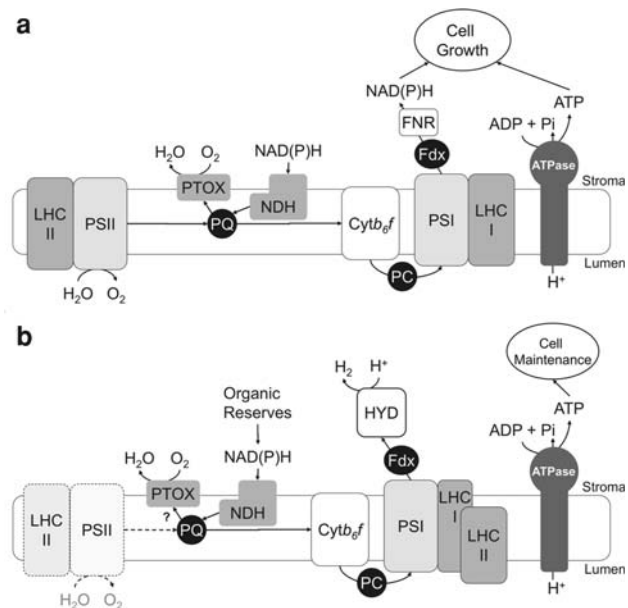 a
Cell
Growth
NAD(P)H
ATP
FNR
ADP + Pi
H₂O O₂
NAD(P)H
Fdx
ATPase
PTOX
Stroma
LHC
II
PSII
NDH
PQ
Cytb₆f
PSI
LHC
I
PC
Lumen
H₂O O₂
H⁺
b
Cell
Maintenance
H₂ H⁺
Organic
Reserves
ATP
HYD
ADP + Pi
H₂O O₂
NAD(P)H
Fdx
ATPase
PTOX
Stroma
?
LHC
II
PSII
NDH
PQ
Cytb₆f
PSI
LHC
I
LHC
II
PC
Lumen
H₂O O₂
H⁺